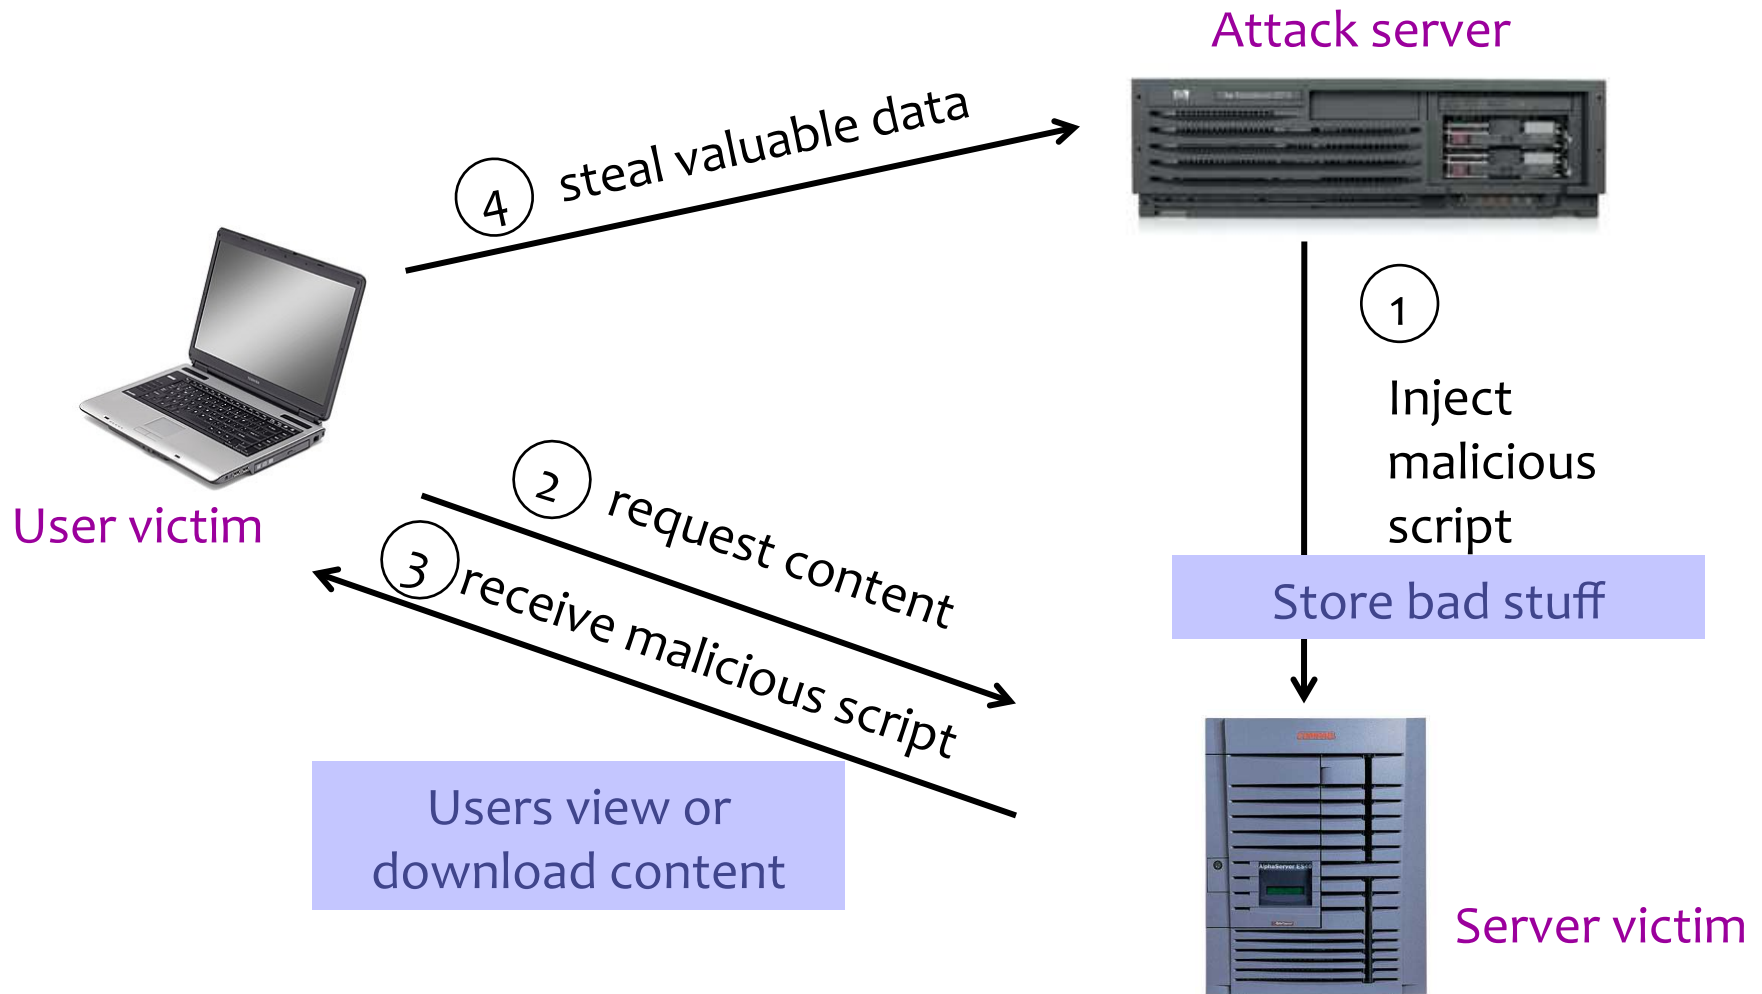 Attack server
4 steal valuable data
1
Inject
malicious
script
Store bad stuff
User victim
2 request content
3 receive malicious script
Users view or
download content
COMPAQ
Server victim